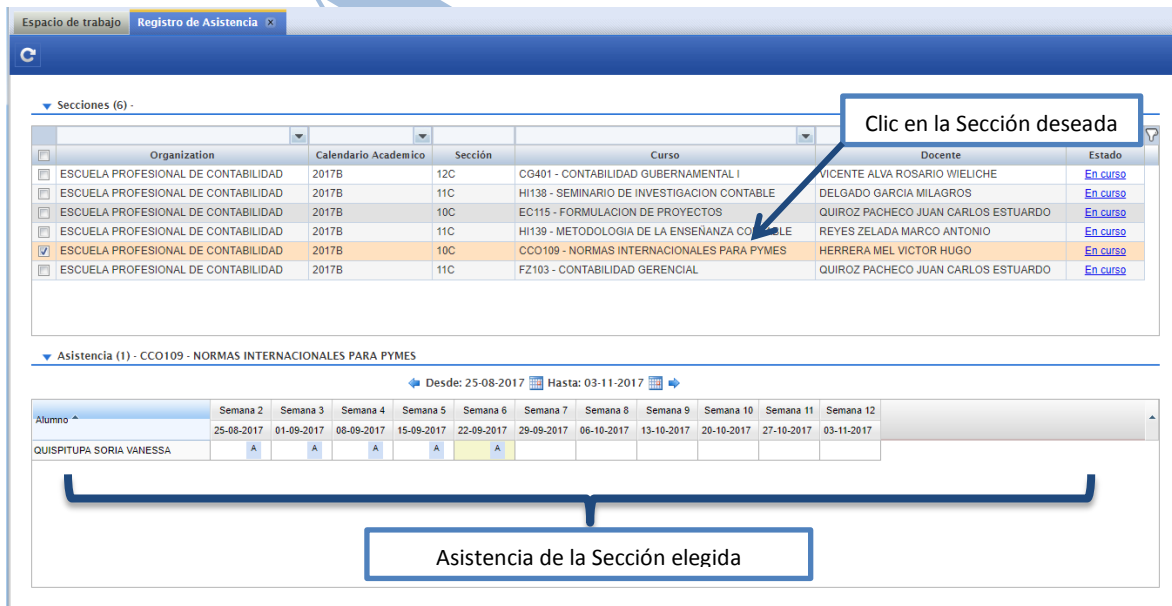 Espacio de trabajo Registro de Asistencia
Secciones (6) -
Clic en la Sección deseada
Organization Calendario Academico Sección Curso Docente Estado
ESCUELA PROFESIONAL DE CONTABILIDAD 2017B 12C CG401 - CONTABILIDAD GUBERNAMENTAL I VICENTE ALVA ROSARIO WIELICHE En curso
ESCUELA PROFESIONAL DE CONTABILIDAD 2017B 11C HI138 - SEMINARIO DE INVESTIGACION CONTABLE DELGADO GARCIA MILAGROS En curso
ESCUELA PROFESIONAL DE CONTABILIDAD 2017B 10C EC115 - FORMULACION DE PROYECTOS QUIROZ PACHECO JUAN CARLOS ESTUARDO En curso
ESCUELA PROFESIONAL DE CONTABILIDAD 2017B 11C HI139 - METODOLOGIA DE LA ENSEÑANZA CONTABLE REYES ZELADA MARCO ANTONIO En curso
ESCUELA PROFESIONAL DE CONTABILIDAD 2017B 10C CCO109 - NORMAS INTERNACIONALES PARA PYMES HERRERA MEL VICTOR HUGO En curso
ESCUELA PROFESIONAL DE CONTABILIDAD 2017B 11C FZ103 - CONTABILIDAD GERENCIAL QUIROZ PACHECO JUAN CARLOS ESTUARDO En curso
Asistencia (1) - CCO109 - NORMAS INTERNACIONALES PARA PYMES
Desde: 25-08-2017 Hasta: 03-11-2017
Alumno Semana 2 Semana 3 Semana 4 Semana 5 Semana 6 Semana 7 Semana 8 Semana 9 Semana 10 Semana 11 Semana 12
25-08-2017 01-09-2017 08-09-2017 15-09-2017 22-09-2017 29-09-2017 06-10-2017 13-10-2017 20-10-2017 27-10-2017 03-11-2017
QUISPITUPA SORIA VANESSA A A A A A
Asistencia de la Sección elegida